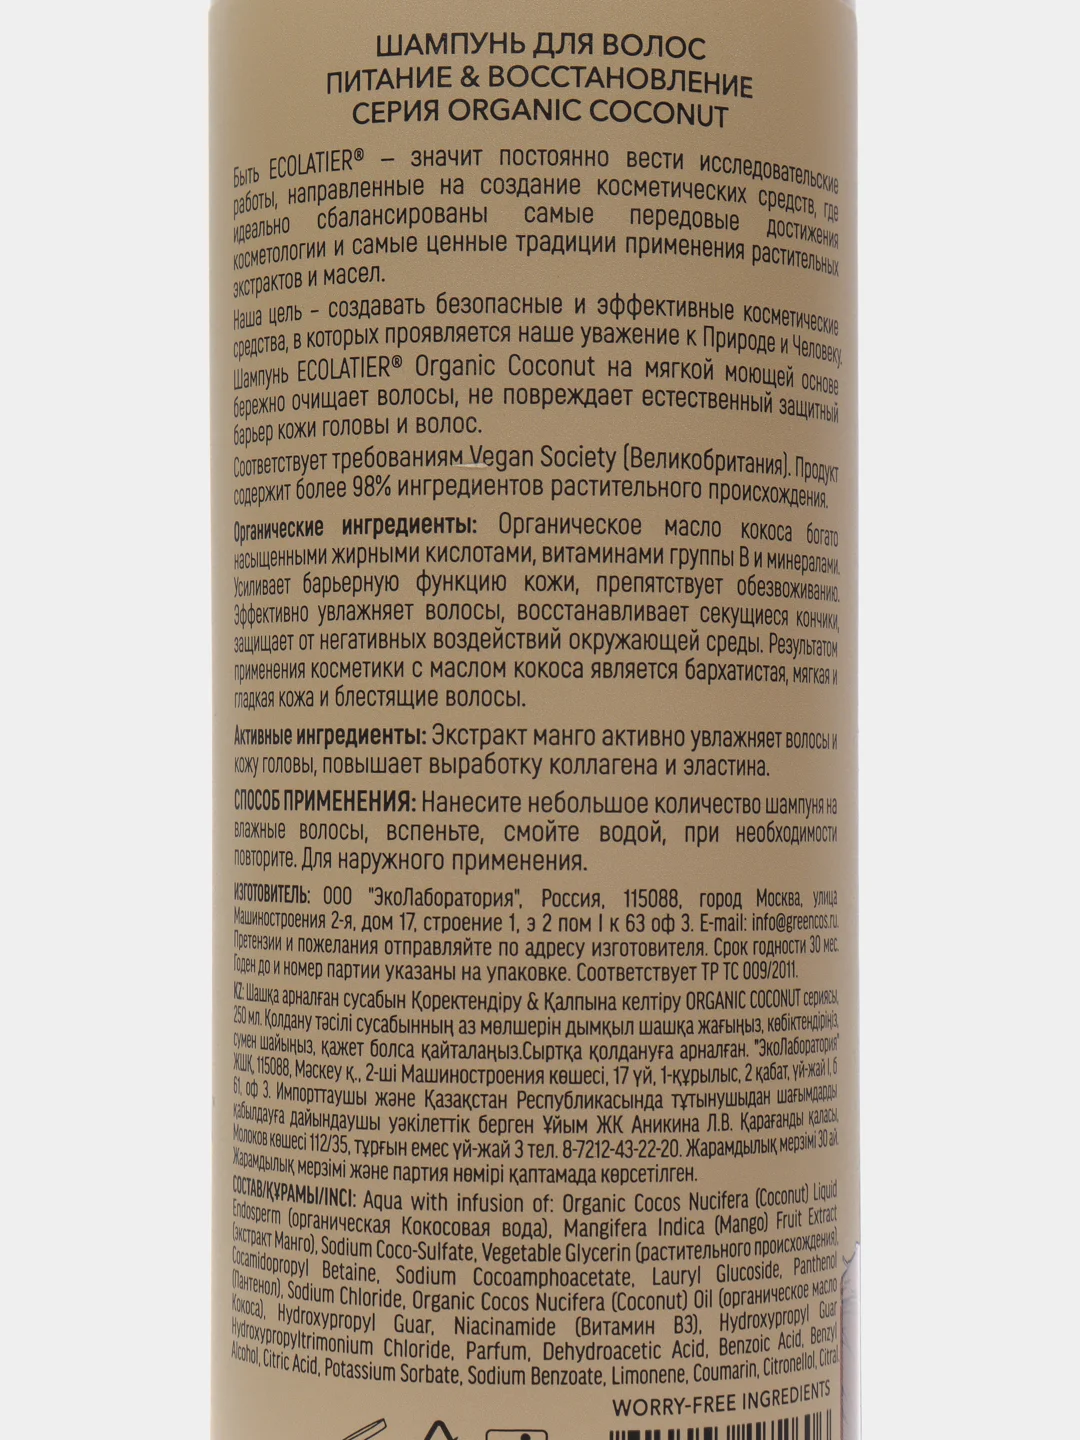 ШАМПУНЬ ДЛЯ ВОЛОС
ПИТАНИЕ & ВОССТАНОВЛЕНИЕ
СЕРИЯ ORGANIC COCONUT
Быть ECOLATIER® – значит постоянно вести исследовательские
работы, направленные на создание косметических средств, где
идеально сбалансированы самые передовые достижения
косметологии и самые ценные традиции применения растительных
экстрактов и масел.
Наша цель – создавать безопасные и эффективные косметические
средства, в которых проявляется наше уважение к Природе и Человеку.
Шампунь ECOLATIER® Organic Coconut на мягкой моющей основе
бережно очищает волосы, не повреждает естественный защитный
барьер кожи головы и волос.
Соответствует требованиям Vegan Society (Великобритания). Продукт
содержит более 98% ингредиентов растительного происхождения.
Органические ингредиенты: Органическое масло кокоса богато
насыщенными жирными кислотами, витаминами группы В и минералами.
Усиливает барьерную функцию кожи, препятствует обезвоживанию.
Эффективно увлажняет волосы, восстанавливает секущиеся кончики,
защищает от негативных воздействий окружающей среды. Результатом
применения косметики с маслом кокоса является бархатистая, мягкая и
гладкая кожа и блестящие волосы.
Активные ингредиенты: Экстракт манго активно увлажняет волосы и
кожу головы, повышает выработку коллагена и эластина.
СПОСОБ ПРИМЕНЕНИЯ: Нанесите небольшое количество шампуня на
влажные волосы, вспеньте, смойте водой, при необходимости
повторите. Для наружного применения.
ИЗГОТОВИТЕЛЬ: ООО "ЭкоЛаборатория", Россия, 115088, город Москва, улица
Машиностроения 2-я, дом 17, строение 1, э 2 пом I к 63 оф 3. E-mail: info@greencos.ru.
Претензии и пожелания отправляйте по адресу изготовителя. Срок годности 30 мес.
Годен до и номер партии указаны на упаковке. Соответствует ТР ТС 009/2011.
KZ: Шашқа арналған сусабын Қоректендіру & Қалпына келтіру ORGANIC COCONUT сериясы,
250 мл. Қолдану тәсілі сусабынның аз мөлшерін дымқыл шашқа жағыңыз, көбіктендіріңіз,
сумен шайыңыз, қажет болса қайталаңыз.Сыртқа қолдануға арналған. "ЭкоЛаборатория"
ЖШҚ, 115088, Мәскеу қ., 2-ші Машиностроения көшесі, 17 үй, 1-құрылыс, 2 қабат, үй-жай I, б
61, оф 3. Импорттаушы және Қазақстан Республикасында тұтынушыдан шағымдарды
қабылдауға дайындаушы уәкілеттік берген Ұйым ЖК Аникина Л.В. Қарағанды қаласы,
Молоков көшесі 112/35, тұрғын емес үй-жай 3 тел. 8-7212-43-22-20. Жарамдылық мерзімі 30 ай.
Жарамдылық мерзімі және партия нөмірі қаптамада көрсетілген.
СОСТАВ/ҚҰРАМЫ/INCI: Aqua with infusion of: Organic Cocos Nucifera (Coconut) Liquid
Endosperm (органическая Кокосовая вода), Mangifera Indica (Mango) Fruit Extract
(экстракт Манго), Sodium Coco-Sulfate, Vegetable Glycerin (растительного происхождения),
Cocamidopropyl Betaine, Sodium Cocoamphoacetate, Lauryl Glucoside, Panthenol
(Пантенол), Sodium Chloride, Organic Cocos Nucifera (Coconut) Oil (органическое масло
Кокоса), Hydroxypropyl Guar, Niacinamide (Витамин В3), Hydroxypropyl Guar
Hydroxypropyltrimonium Chloride, Parfum, Dehydroacetic Acid, Benzoic Acid, Benzyl
Alcohol, Citric Acid, Potassium Sorbate, Sodium Benzoate, Limonene, Coumarin, Citronellol, Citral
WORRY-FREE INGREDIENTS